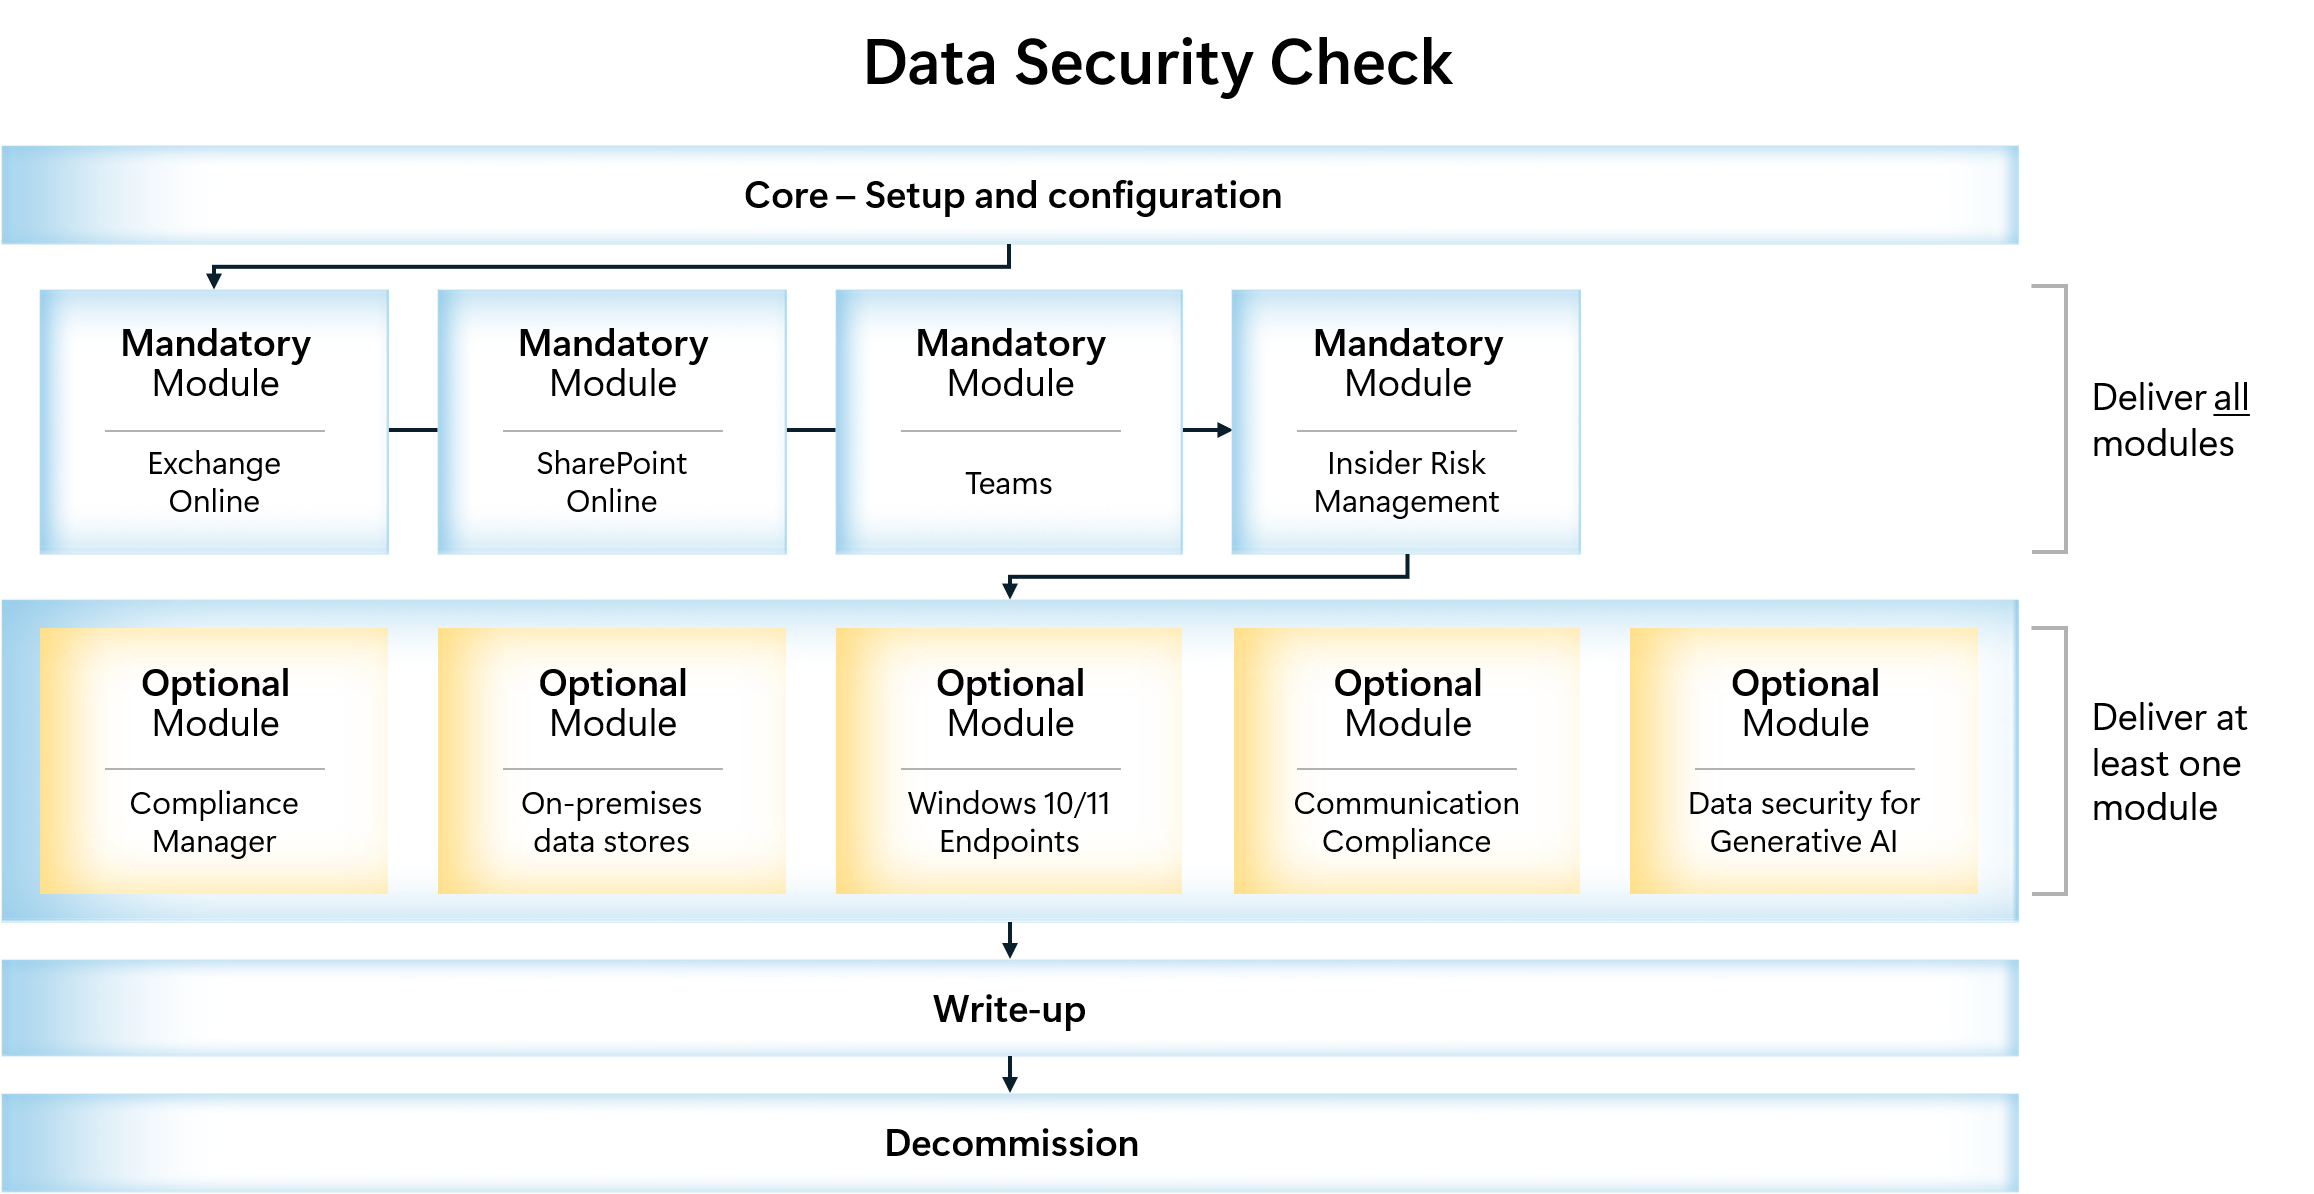 Data Security Check
Core – Setup and configuration
Mandatory
Module
Exchange
Online
Mandatory
Module
SharePoint
Online
Mandatory
Module
Teams
Mandatory
Module
Insider Risk
Management
Deliver all
modules
Optional
Module
Compliance
Manager
Optional
Module
On-premises
data stores
Optional
Module
Windows 10/11
Endpoints
Optional
Module
Communication
Compliance
Optional
Module
Data security for
Generative AI
Deliver at
least one
module
Write-up
Decommission